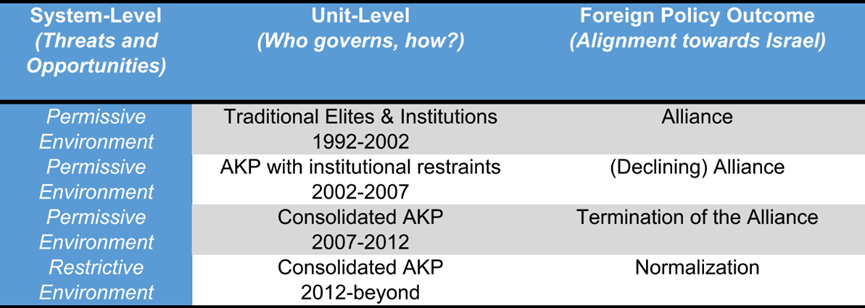 System-Level
(Threats and
Opportunities)
Unit-Level
(Who governs, how?)
Foreign Policy Outcome
(Alignment towards Israel)
Permissive
Environment
Traditional Elites & Institutions
1992-2002
Alliance
Permissive
Environment
AKP with institutional restraints
2002-2007
(Declining) Alliance
Permissive
Environment
Consolidated AKP
2007-2012
Termination of the Alliance
Restrictive
Environment
Consolidated AKP
2012-beyond
Normalization